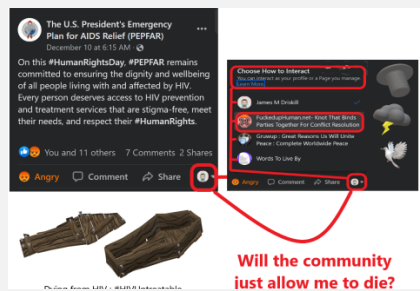 The U.S. President's Emergency
Plan for AIDS Relief (PEPFAR)
December 10 at 6:15 AM ·
On this #HumanRightsDay, #PEPFAR remains
committed to ensuring the dignity and wellbeing
of all people living with and affected by HIV.
Every person deserves access to HIV prevention
and treatment services that are stigma-free, meet
their needs, and respect their #HumanRights.
You and 11 others 7 Comments 2 Shares
Angry Comment Share
Choose How to Interact
You can interact as your profile or a Page you manage.
[Learn More]
James M Driskill
FuckedupHuman.net- Knot That Binds
Parties Together For Conflict Resolution
Gruwup : Great Reasons Us Will Unite
Peace : Complete Worldwide Peace
Words To Live By
Angry Comment Share
Will the community
just allow me to die?
Dying from HIV : #HIVUntreatable